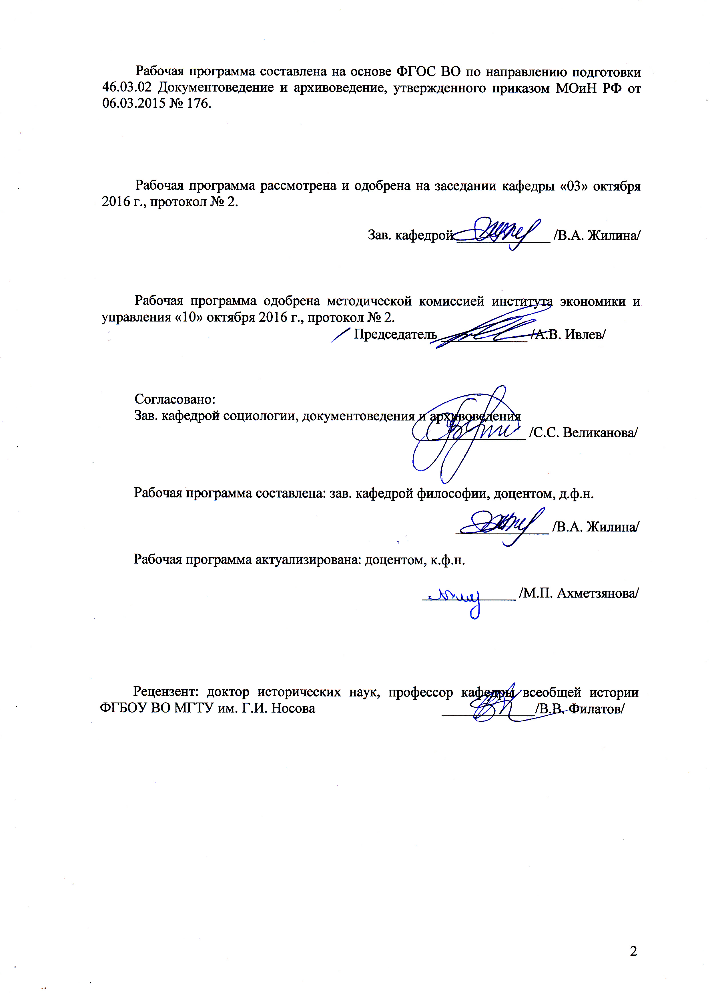 Рабочая программа составлена на основе ФГОС ВО по направлению подготовки
46.03.02 Документоведение и архивоведение, утвержденного приказом МОиН РФ от
06.03.2015 № 176.
Рабочая программа рассмотрена и одобрена на заседании кафедры «03» октября
2016 г., протокол № 2.
Зав. кафедрой /В.А. Жилина/
Рабочая программа одобрена методической комиссией института экономики и
управления «10» октября 2016 г., протокол № 2.
Председатель /А.В. Ивлев/
Согласовано:
Зав. кафедрой социологии, документоведения и архивоведения
/С.С. Великанова/
Рабочая программа составлена: зав. кафедрой философии, доцентом, д.ф.н.
/В.А. Жилина/
Рабочая программа актуализирована: доцентом, к.ф.н.
/М.П. Ахметзянова/
Рецензент: доктор исторических наук, профессор кафедры всеобщей истории
ФГБОУ ВО МГТУ им. Г.И. Носова /В.В. Филатов/
2